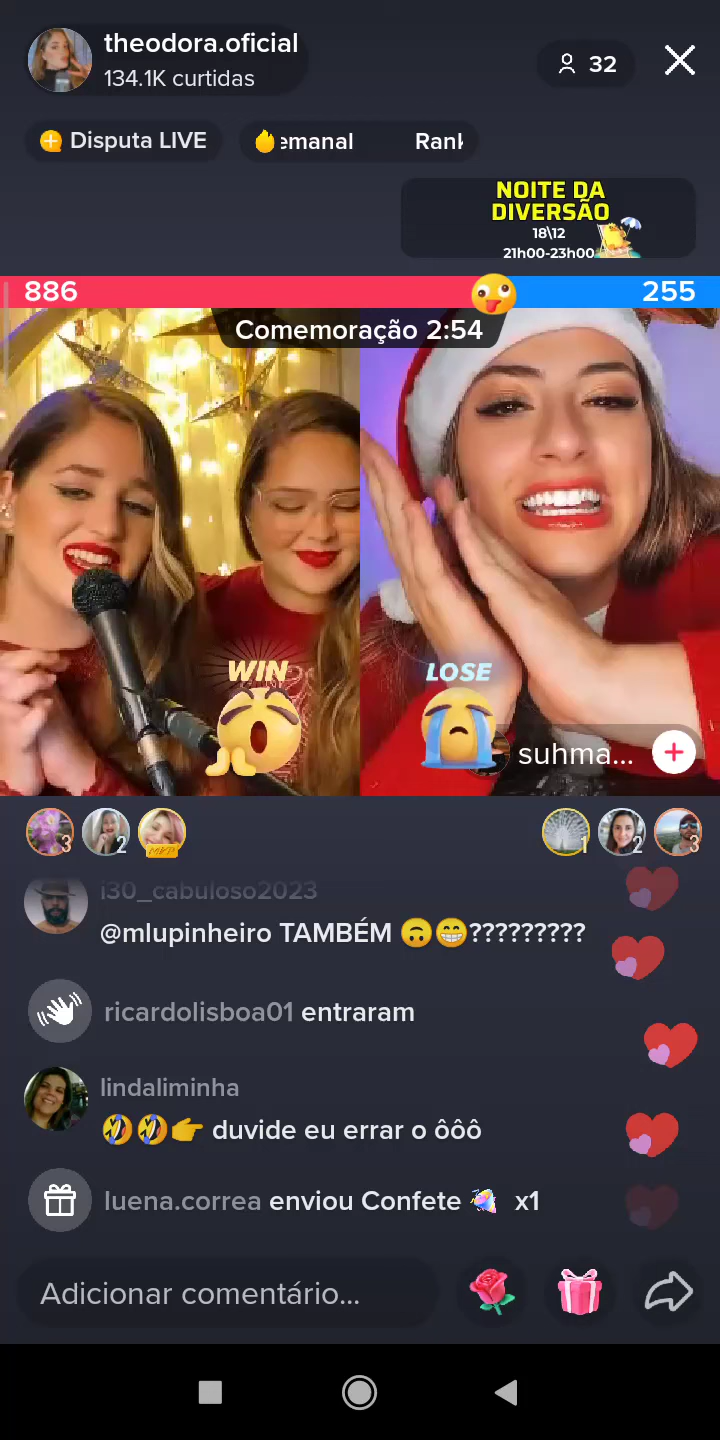 theodora.oficial
134.1K curtidas
32
Disputa LIVE
emanal
Rank
NOITE DA
DIVERSÃO
18\12
21h00-23h00
886
255
Comemoração 2:54
WIN
LOSE
suhma...
3
2
MVP
1
2
3
i30_cabuloso2023
@mlupinheiro TAMBÉM 🙃😁?????????
ricardolisboa01 entraram
lindaliminha
🤣🤣👉 duvide eu errar o ôôô
luena.correa enviou Confete x1
Adicionar comentário...